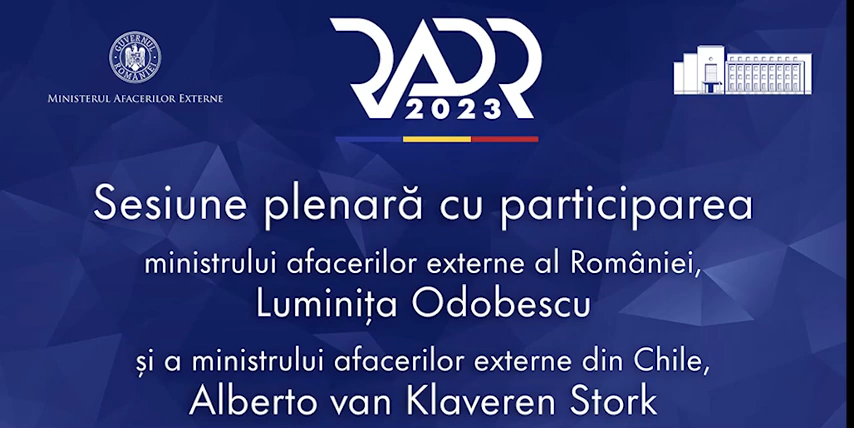 GUVERNUL ROMÂNIEI
MINISTERUL AFACERILOR EXTERNE
RADR
2023
Sesiune plenară cu participarea
ministrului afacerilor externe al României,
Luminița Odobescu
și a ministrului afacerilor externe din Chile,
Alberto van Klaveren Stork